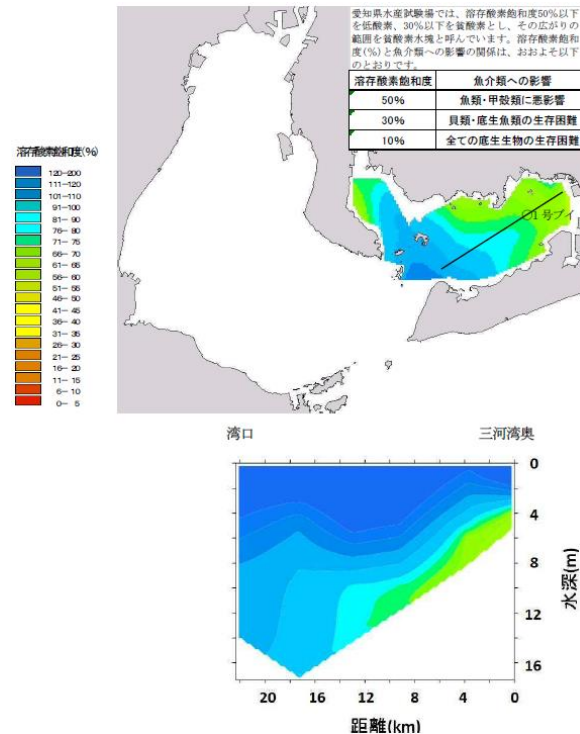 愛知県水産試験場では、溶存酸素飽和度50%以下
を低酸素、30%以下を貧酸素とし、その広がりの
範囲を貧酸素水塊と呼んでいます。溶存酸素飽和
度(%)と魚介類への影響の関係は、おおよそ以下
のとおりです。
溶存酸素飽和度 魚介類への影響
50% 魚類・甲殻類に悪影響
30% 貝類・底生魚類の生存困難
10% 全ての底生生物の生存困難
溶存酸素飽和度(%)
120-200
111-120
101-110
91-100
81-90
76-80
71-75
66-70
61-65
56-60
51-55
46-50
41-45
36-40
31-35
26-30
21-25
16-20
11-15
6-10
0-5
1号ブイ
湾口 三河湾奥
0
4
8
12
16
水深(m)
20 16 12 8 4 0
距離(km)